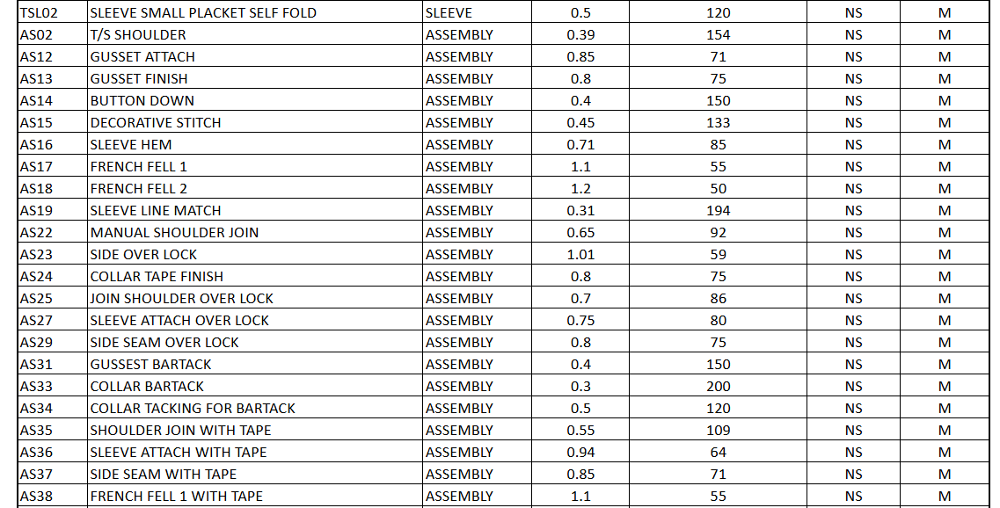 TSL02 SLEEVE SMALL PLACKET SELF FOLD SLEEVE 0.5 120 NS M
AS02 T/S SHOULDER ASSEMBLY 0.39 154 NS M
AS12 GUSSET ATTACH ASSEMBLY 0.85 71 NS M
AS13 GUSSET FINISH ASSEMBLY 0.8 75 NS M
AS14 BUTTON DOWN ASSEMBLY 0.4 150 NS M
AS15 DECORATIVE STITCH ASSEMBLY 0.45 133 NS M
AS16 SLEEVE HEM ASSEMBLY 0.71 85 NS M
AS17 FRENCH FELL 1 ASSEMBLY 1.1 55 NS M
AS18 FRENCH FELL 2 ASSEMBLY 1.2 50 NS M
AS19 SLEEVE LINE MATCH ASSEMBLY 0.31 194 NS M
AS22 MANUAL SHOULDER JOIN ASSEMBLY 0.65 92 NS M
AS23 SIDE OVER LOCK ASSEMBLY 1.01 59 NS M
AS24 COLLAR TAPE FINISH ASSEMBLY 0.8 75 NS M
AS25 JOIN SHOULDER OVER LOCK ASSEMBLY 0.7 86 NS M
AS27 SLEEVE ATTACH OVER LOCK ASSEMBLY 0.75 80 NS M
AS29 SIDE SEAM OVER LOCK ASSEMBLY 0.8 75 NS M
AS31 GUSSEST BARTACK ASSEMBLY 0.4 150 NS M
AS33 COLLAR BARTACK ASSEMBLY 0.3 200 NS M
AS34 COLLAR TACKING FOR BARTACK ASSEMBLY 0.5 120 NS M
AS35 SHOULDER JOIN WITH TAPE ASSEMBLY 0.55 109 NS M
AS36 SLEEVE ATTACH WITH TAPE ASSEMBLY 0.94 64 NS M
AS37 SIDE SEAM WITH TAPE ASSEMBLY 0.85 71 NS M
AS38 FRENCH FELL 1 WITH TAPE ASSEMBLY 1.1 55 NS M